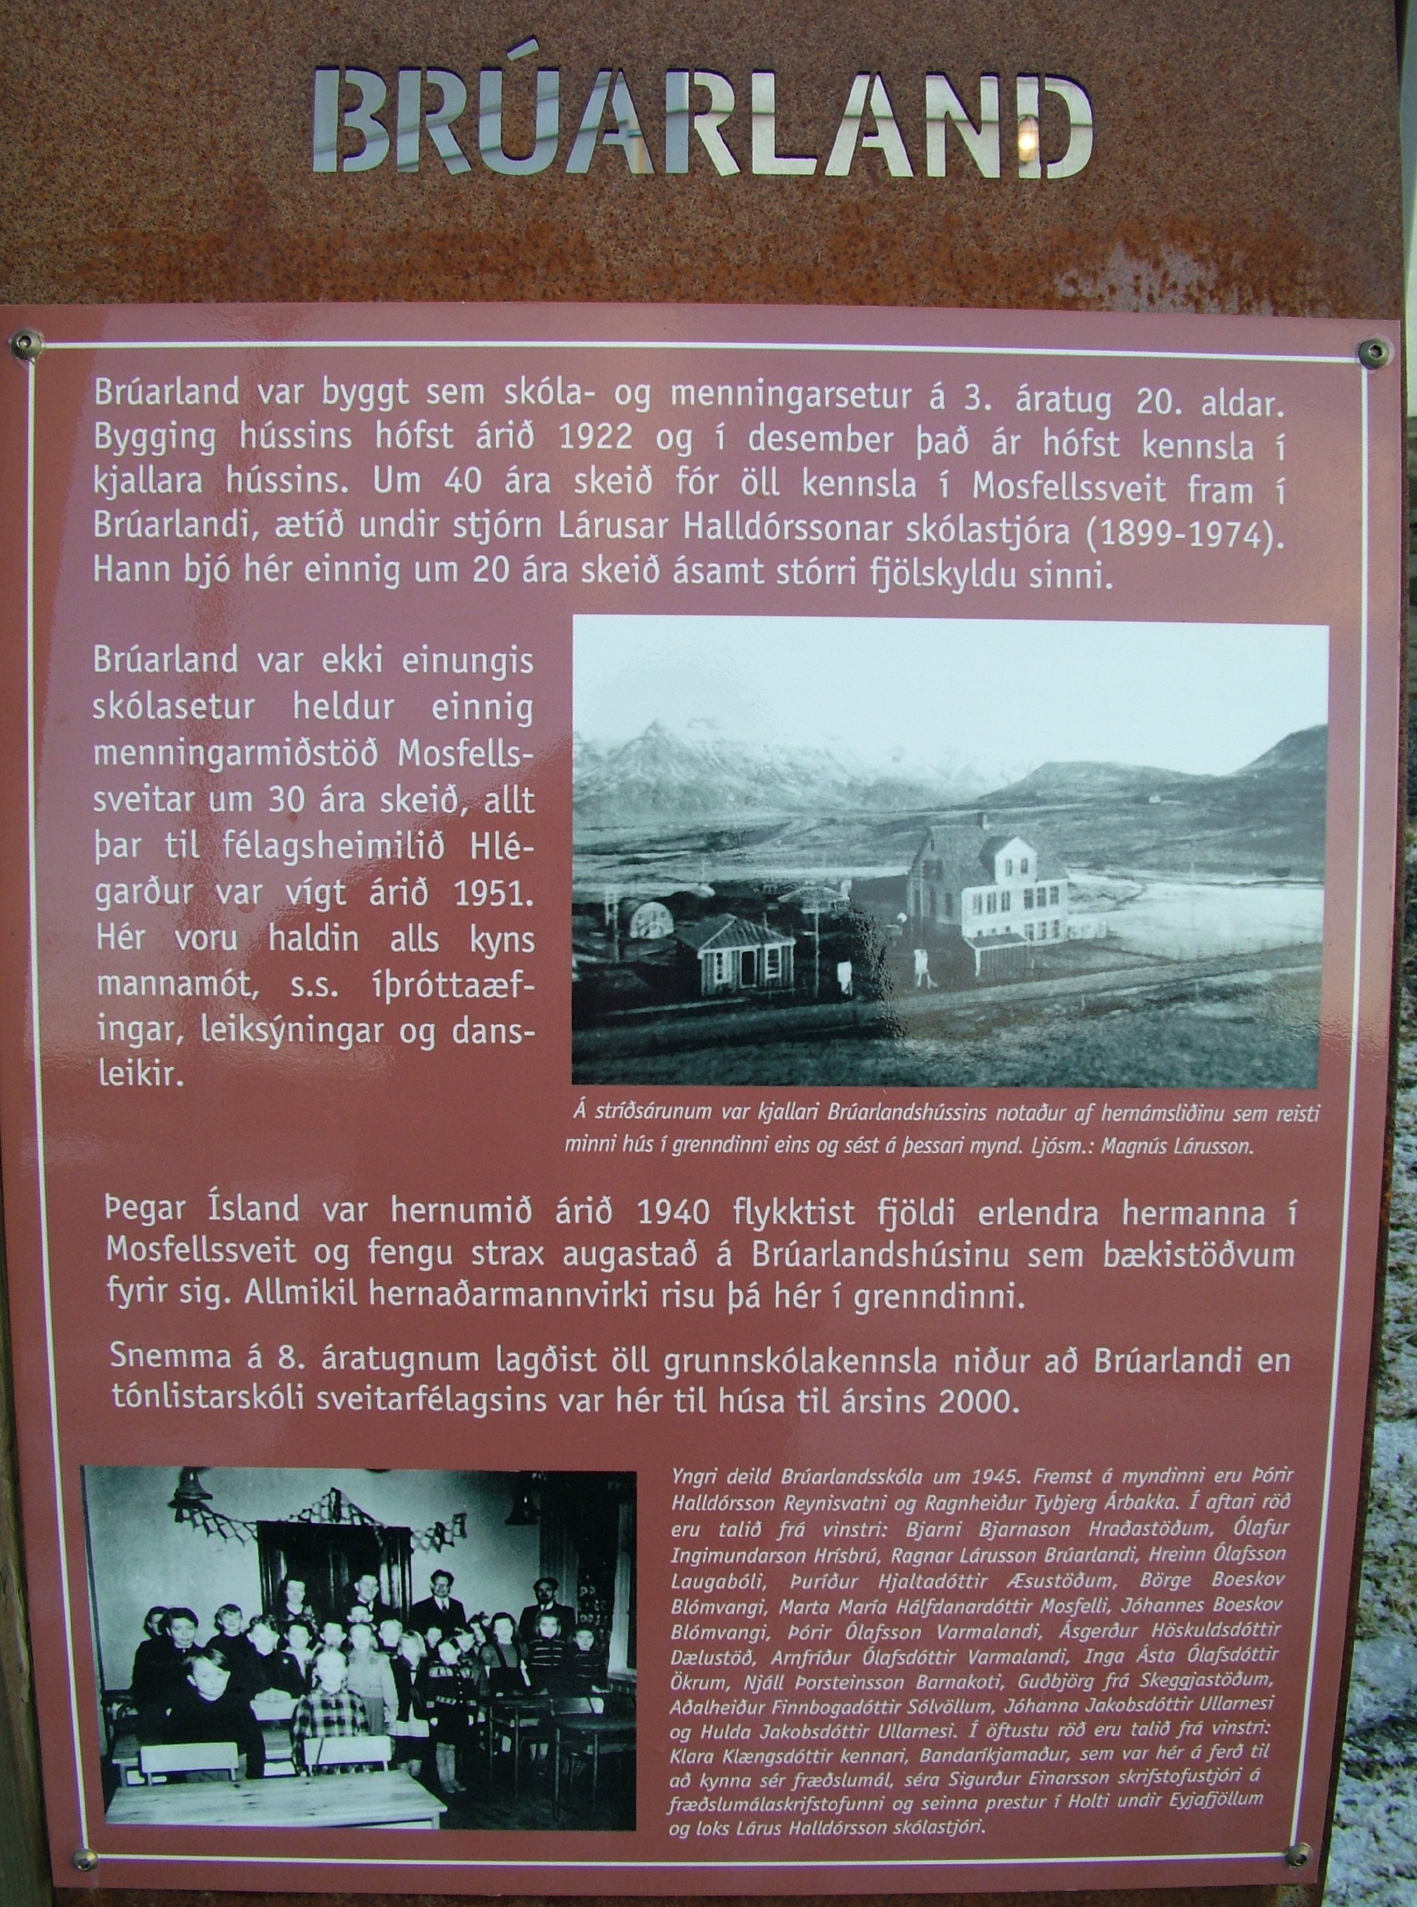 BRÚARLAND
Brúarland var byggt sem skóla- og menningarsetur á 3. áratug 20. aldar.
Bygging hússins hófst árið 1922 og í desember það ár hófst kennsla í
kjallara hússins. Um 40 ára skeið fór öll kennsla í Mosfellssveit fram í
Brúarlandi, ætíð undir stjórn Lárusar Halldórssonar skólastjóra (1899-1974).
Hann bjó hér einnig um 20 ára skeið ásamt stórri fjölskyldu sinni.
Brúarland var ekki einungis
skólasetur heldur einnig
menningarmiðstöð Mosfells-
sveitar um 30 ára skeið, allt
þar til félagsheimilið Hlé-
garður var vígt árið 1951.
Hér voru haldin alls kyns
mannamót, s.s. íþróttaæf-
ingar, leiksýningar og dans-
leikir.
Á stríðsárunum var kjallari Brúarlandshússins notaður af hernámsliðinu sem reisti
minni hús í grenndinni eins og sést á þessari mynd. Ljósm.: Magnús Lárusson.
Þegar Ísland var hernumið árið 1940 flykktist fjöldi erlendra hermanna í
Mosfellssveit og fengu strax augastað á Brúarlandshúsinu sem bækistöðvum
fyrir sig. Allmikil hernaðarmannvirki risu þá hér í grenndinni.
Snemma á 8. áratugnum lagðist öll grunnskólakennsla niður að Brúarlandi en
tónlistarskóli sveitarfélagsins var hér til húsa til ársins 2000.
Yngri deild Brúarlandsskóla um 1945. Fremst á myndinni eru Þórir
Halldórsson Reynisvatni og Ragnheiður Tybjerg Árbakka. Í aftari röð
eru talið frá vinstri: Bjarni Bjarnason Hraðastöðum, Ólafur
Ingimundarson Hrísbrú, Ragnar Lárusson Brúarlandi, Hreinn Ólafsson
Laugabóli, Þuríður Hjaltadóttir Æsustöðum, Börge Boeskov
Blómvangi, Marta María Hálfdanardóttir Mosfelli, Jóhannes Boeskov
Blómvangi, Þórir Ólafsson Varmalandi, Ásgerður Höskuldsdóttir
Dælustöð, Arnfríður Ólafsdóttir Varmalandi, Inga Ásta Ólafsdóttir
Ökrum, Njáll Þorsteinsson Barnakoti, Guðbjörg frá Skeggjastöðum,
Aðalheiður Finnbogadóttir Sólvöllum, Jóhanna Jakobsdóttir Ullarnesi
og Hulda Jakobsdóttir Ullarnesi. Í öftustu röð eru talið frá vinstri:
Klara Klængsdóttir kennari, Bandaríkjamaður, sem var hér á ferð til
að kynna sér fræðslumál, séra Sigurður Einarsson skrifstofustjóri á
fræðslumálaskrifstofunni og seinna prestur í Holti undir Eyjafjöllum
og loks Lárus Halldórsson skólastjóri.